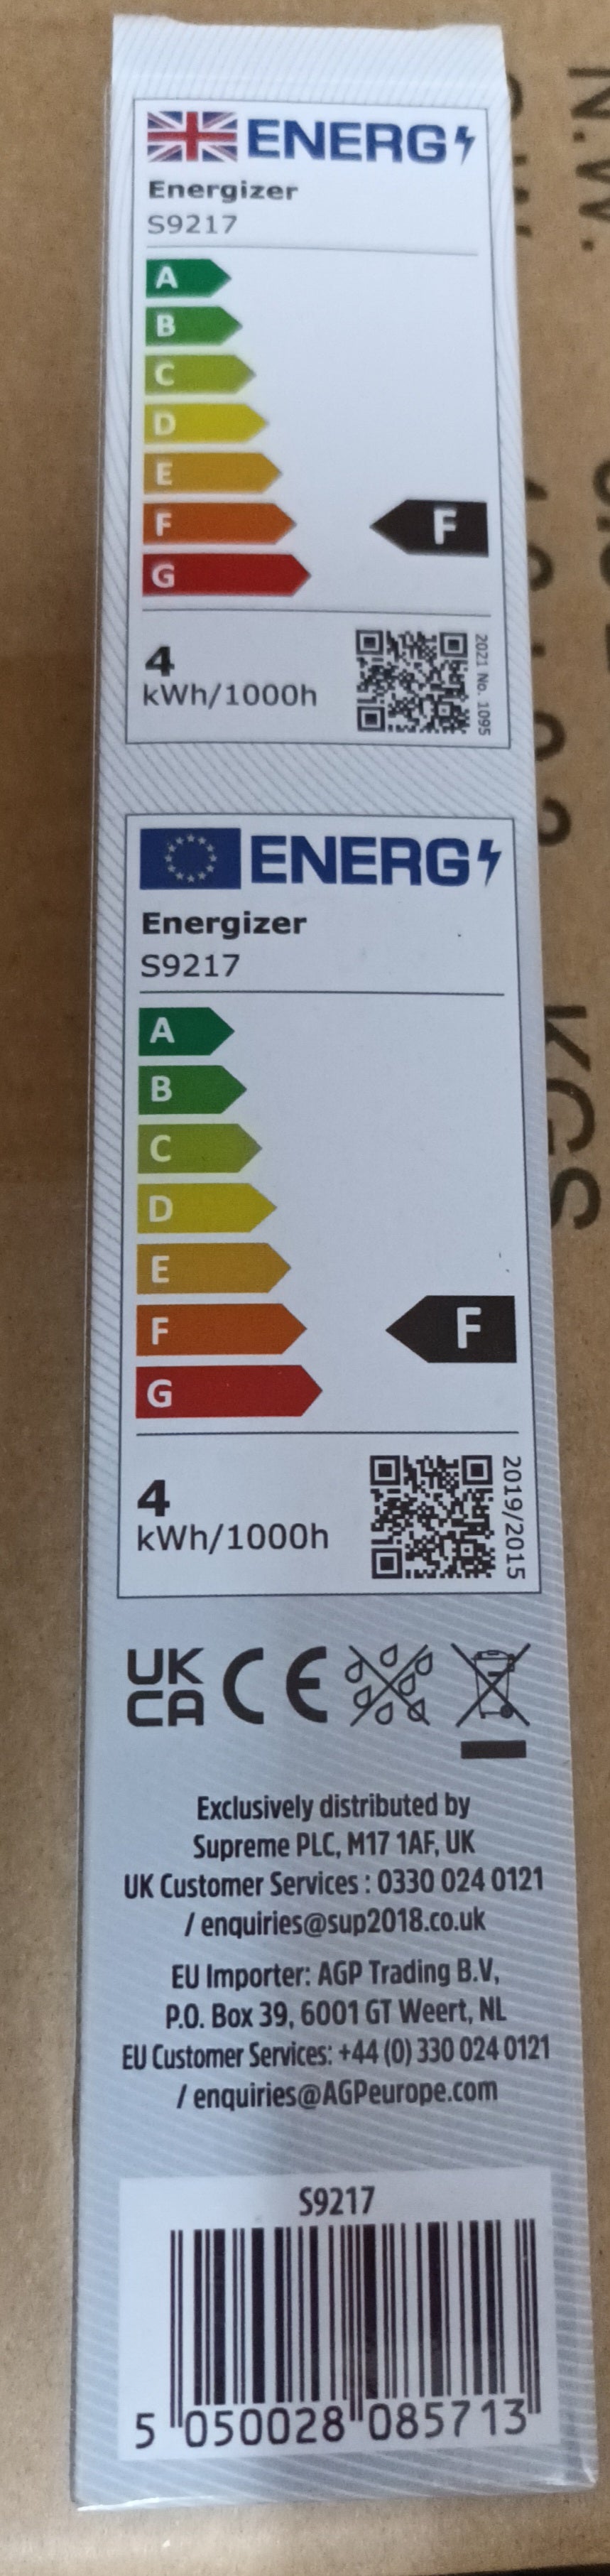 ENERG
Energizer
S9217
A
B
C
D
E
F
F
G
4
kWh/1000h
2021 No. 1095
ENERG
Energizer
S9217
A
B
C
D
E
F
F
G
4
kWh/1000h
2019/2015
UK
CA CE
Exclusively distributed by
Supreme PLC, M17 1AF, UK
UK Customer Services : 0330 024 0121
/ enquiries@sup2018.co.uk
EU Importer: AGP Trading B.V,
P.O. Box 39, 6001 GT Weert, NL
EU Customer Services: +44 (0) 330 024 0121
/ enquiries@AGPeurope.com
S9217
5 050028 085713
N.W.
KGS